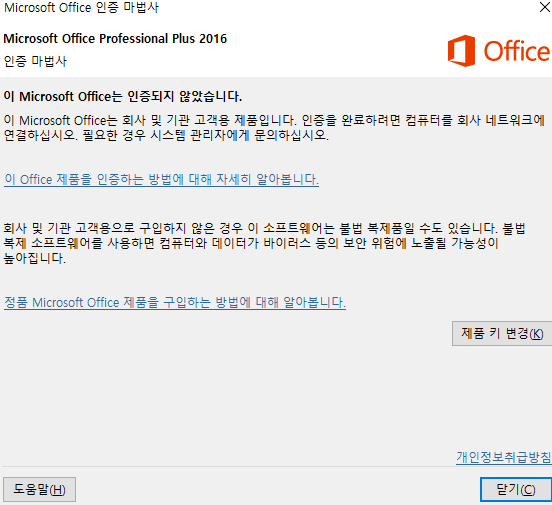 Microsoft Office 인증 마법사
Microsoft Office Professional Plus 2016
인증 마법사
Office
이 Microsoft Office는 인증되지 않았습니다.
이 Microsoft Office는 회사 및 기관 고객용 제품입니다. 인증을 완료하려면 컴퓨터를 회사 네트워크에
연결하십시오. 필요한 경우 시스템 관리자에게 문의하십시오.
이 Office 제품을 인증하는 방법에 대해 자세히 알아봅니다.
회사 및 기관 고객용으로 구입하지 않은 경우 이 소프트웨어는 불법 복제품일 수도 있습니다. 불법
복제 소프트웨어를 사용하면 컴퓨터와 데이터가 바이러스 등의 보안 위험에 노출될 가능성이
높아집니다.
정품 Microsoft Office 제품을 구입하는 방법에 대해 알아봅니다.
제품 키 변경(K)
개인정보취급방침
도움말(H)
닫기(C)